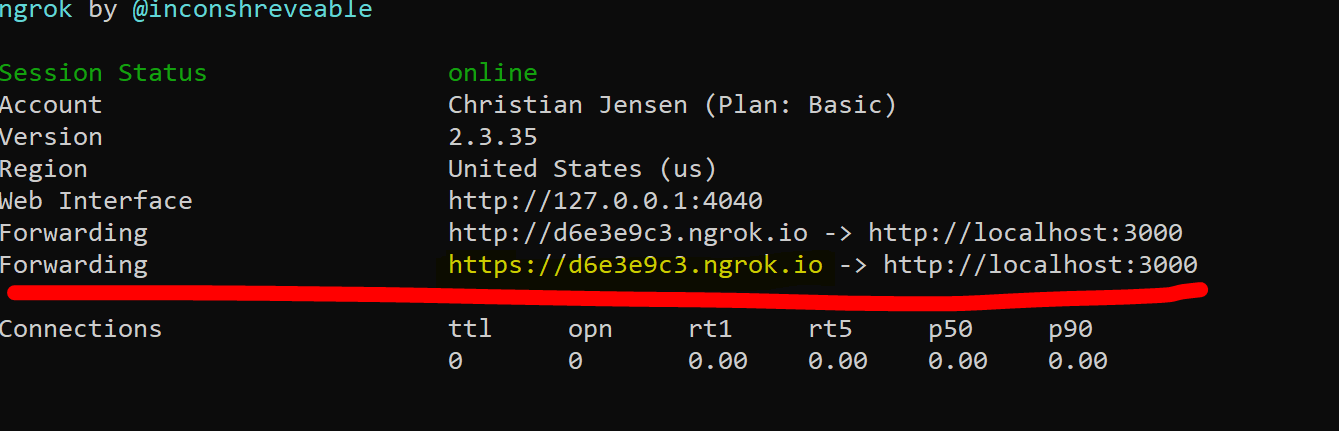 ngrok by @inconshreveable
Session Status online
Account Christian Jensen (Plan: Basic)
Version 2.3.35
Region United States (us)
Web Interface http://127.0.0.1:4040
Forwarding http://d6e3e9c3.ngrok.io -> http://localhost:3000
Forwarding https://d6e3e9c3.ngrok.io -> http://localhost:3000
Connections ttl opn rt1 rt5 p50 p90
0 0 0.00 0.00 0.00 0.00